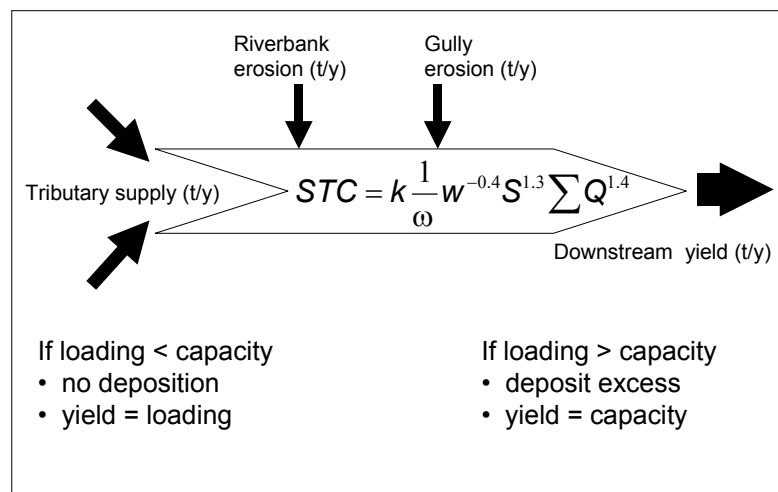 Riverbank
erosion (t/y)
Gully
erosion (t/y)
Tributary supply (t/y)
STC = k 1/ω w^-0.4 S^1.3 ∑ Q^1.4
Downstream yield (t/y)
If loading < capacity
• no deposition
• yield = loading
If loading > capacity
• deposit excess
• yield = capacity